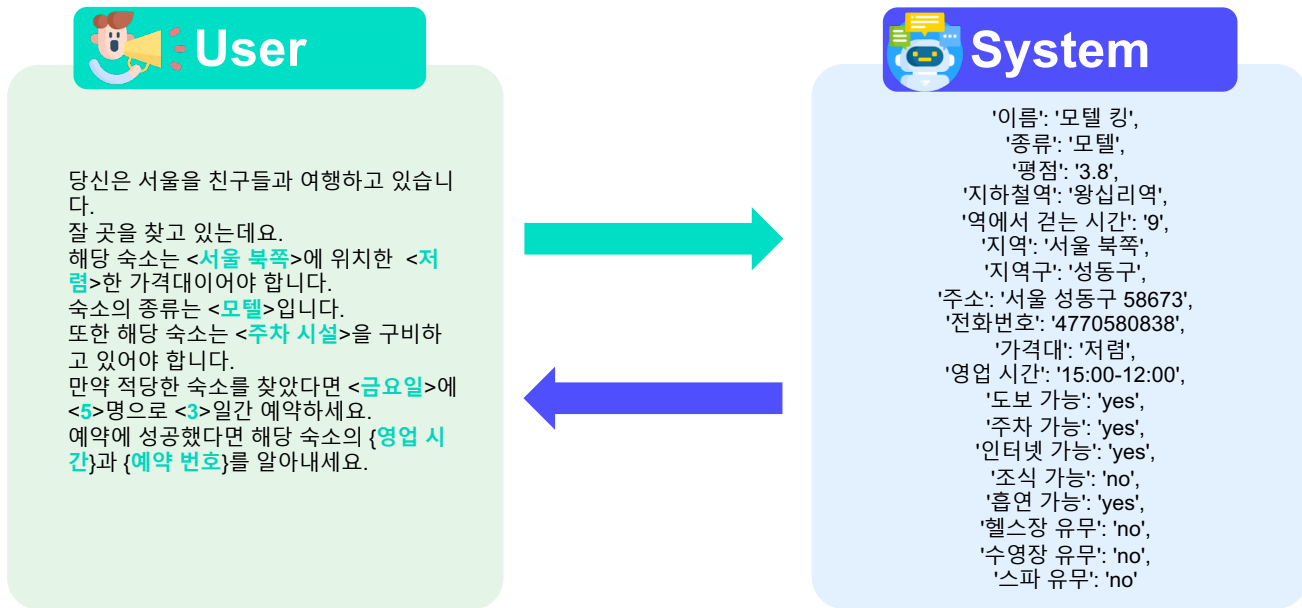 User
당신은 서울을 친구들과 여행하고 있습니
다.
잘 곳을 찾고 있는데요.
해당 숙소는 <서울 북쪽>에 위치한 <저
렴>한 가격대이어야 합니다.
숙소의 종류는 <모텔>입니다.
또한 해당 숙소는 <주차 시설>을 구비하
고 있어야 합니다.
만약 적당한 숙소를 찾았다면 <금요일>에
<5>명으로 <3>일간 예약하세요.
예약에 성공했다면 해당 숙소의 {영업 시
간}과 {예약 번호}를 알아내세요.
System
'이름': '모텔 킹',
'종류': '모텔',
'평점': '3.8',
'지하철역': '왕십리역',
'역에서 걷는 시간': '9',
'지역': '서울 북쪽',
'지역구': '성동구',
'주소': '서울 성동구 58673',
'전화번호': '4770580838',
'가격대': '저렴',
'영업 시간': '15:00-12:00',
'도보 가능': 'yes',
'주차 가능': 'yes',
'인터넷 가능': 'yes',
'조식 가능': 'no',
'흡연 가능': 'yes',
'헬스장 유무': 'no',
'수영장 유무': 'no',
'스파 유무': 'no'